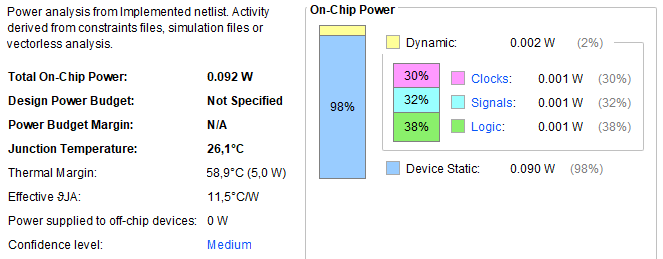 Power analysis from Implemented netlist. Activity
derived from constraints files, simulation files or
vectorless analysis.
Total On-Chip Power: 0.092 W
Design Power Budget: Not Specified
Power Budget Margin: N/A
Junction Temperature: 26,1°C
Thermal Margin: 58,9°C (5,0 W)
Effective ϑJA: 11,5°C/W
Power supplied to off-chip devices: 0 W
Confidence level: Medium
On-Chip Power
Dynamic: 0.002 W (2%)
30% Clocks: 0.001 W (30%)
32% Signals: 0.001 W (32%)
98%
38% Logic: 0.001 W (38%)
Device Static: 0.090 W (98%)